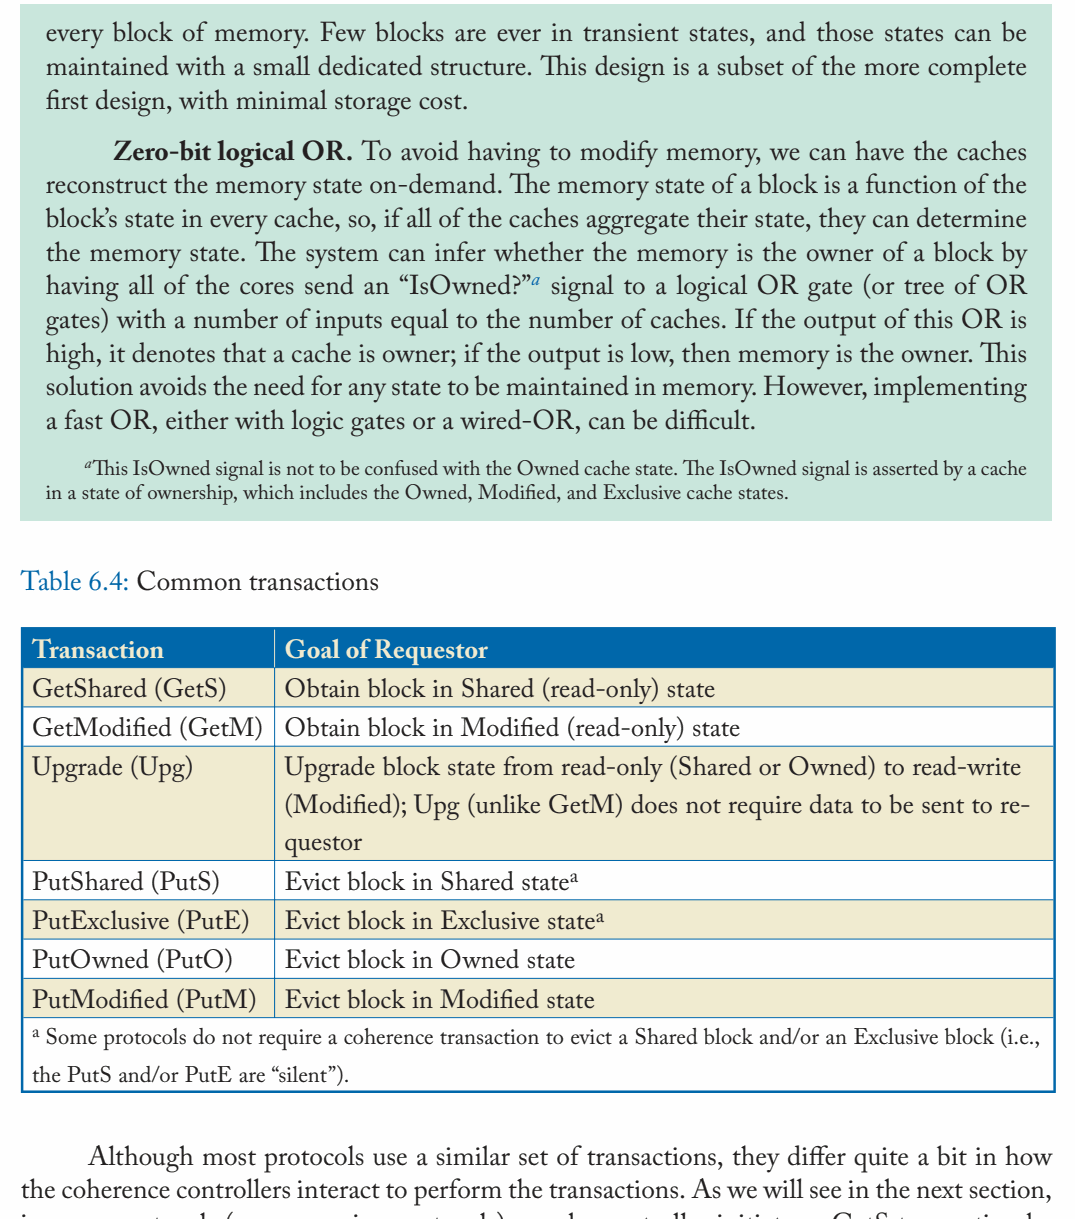 every block of memory. Few blocks are ever in transient states, and those states can be
maintained with a small dedicated structure. This design is a subset of the more complete
first design, with minimal storage cost.
Zero-bit logical OR. To avoid having to modify memory, we can have the caches
reconstruct the memory state on-demand. The memory state of a block is a function of the
block’s state in every cache, so, if all of the caches aggregate their state, they can determine
the memory state. The system can infer whether the memory is the owner of a block by
having all of the cores send an “IsOwned?”a signal to a logical OR gate (or tree of OR
gates) with a number of inputs equal to the number of caches. If the output of this OR is
high, it denotes that a cache is owner; if the output is low, then memory is the owner. This
solution avoids the need for any state to be maintained in memory. However, implementing
a fast OR, either with logic gates or a wired-OR, can be difficult.
aThis IsOwned signal is not to be confused with the Owned cache state. The IsOwned signal is asserted by a cache
in a state of ownership, which includes the Owned, Modified, and Exclusive cache states.
Table 6.4: Common transactions
Transaction Goal of Requestor
GetShared (GetS) Obtain block in Shared (read-only) state
GetModified (GetM) Obtain block in Modified (read-only) state
Upgrade (Upg) Upgrade block state from read-only (Shared or Owned) to read-write
(Modified); Upg (unlike GetM) does not require data to be sent to re-
questor
PutShared (PutS) Evict block in Shared statea
PutExclusive (PutE) Evict block in Exclusive statea
PutOwned (PutO) Evict block in Owned state
PutModified (PutM) Evict block in Modified state
a Some protocols do not require a coherence transaction to evict a Shared block and/or an Exclusive block (i.e.,
the PutS and/or PutE are “silent”).
Although most protocols use a similar set of transactions, they differ quite a bit in how
the coherence controllers interact to perform the transactions. As we will see in the next section,